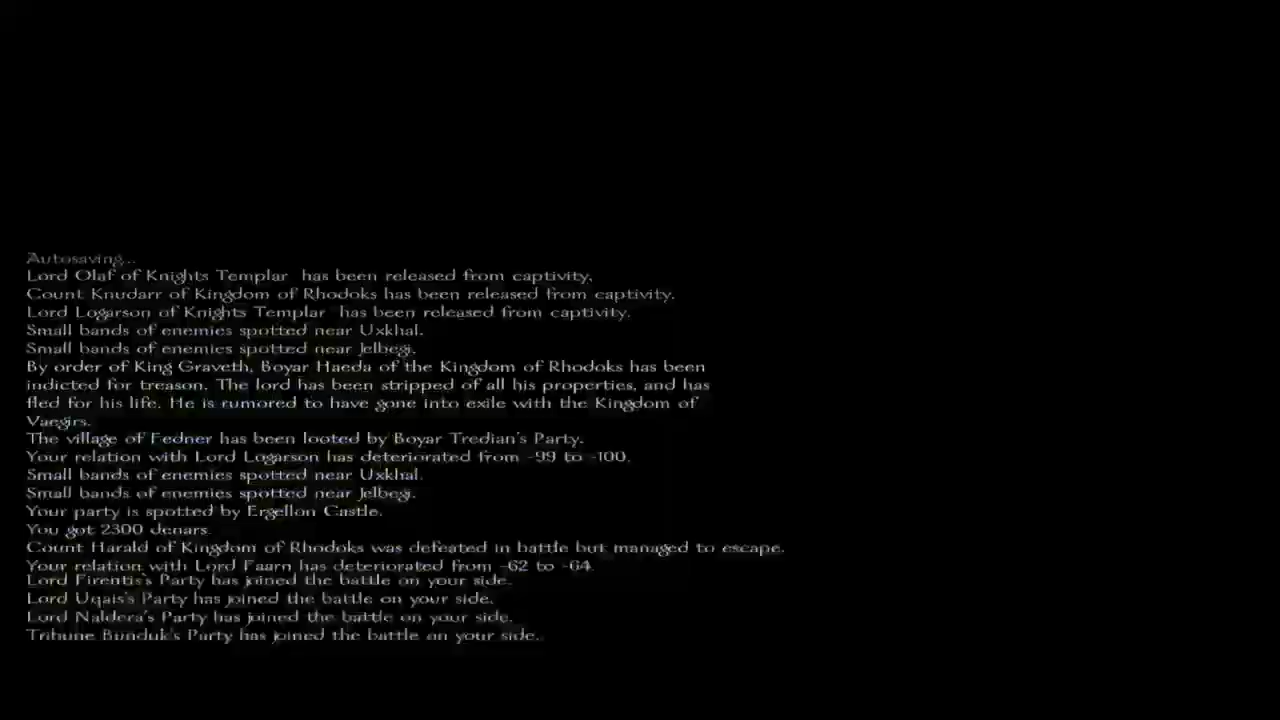 Autosaving...
Lord Olaf of Knights Templar has been released from captivity.
Count Knudarr of Kingdom of Rhodoks has been released from captivity.
Lord Logarson of Knights Templar has been released from captivity.
Small bands of enemies spotted near Uxkhal.
Small bands of enemies spotted near Jelbegi.
By order of King Graveth, Boyar Haeda of the Kingdom of Rhodoks has been
indicted for treason. The lord has been stripped of all his properties, and has
fled for his life. He is rumored to have gone into exile with the Kingdom of
Vaegirs.
The village of Fedner has been looted by Boyar Tredian's Party.
Your relation with Lord Logarson has deteriorated from -99 to -100.
Small bands of enemies spotted near Uxkhal.
Small bands of enemies spotted near Jelbegi.
Your party is spotted by Ergellon Castle.
You got 2300 denars.
Count Harald of Kingdom of Rhodoks was defeated in battle but managed to escape.
Your relation with Lord Faarn has deteriorated from -62 to -64.
Lord Firentis's Party has joined the battle on your side.
Lord Uqais's Party has joined the battle on your side.
Lord Naldera's Party has joined the battle on your side.
Tribune Bunduk's Party has joined the battle on your side.